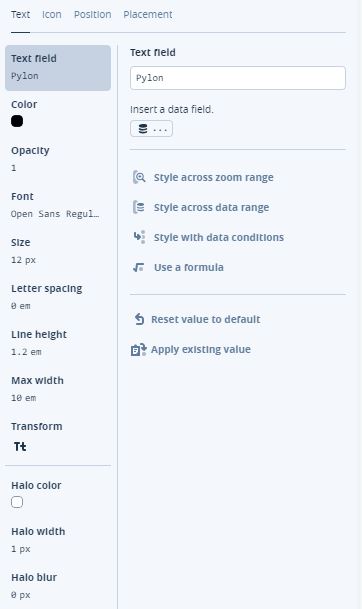 Text Icon Position Placement
Text field
Pylon
Color
Opacity
1
Font
Open Sans Regul…
Size
12 px
Letter spacing
0 em
Line height
1.2 em
Max width
10 em
Transform
Tt
Halo color
Halo width
1 px
Halo blur
0 px
Text field
Pylon
Insert a data field.
...
Style across zoom range
Style across data range
Style with data conditions
Use a formula
Reset value to default
Apply existing value